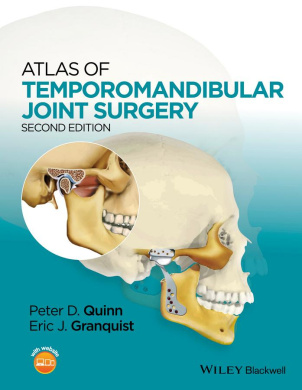 ATLAS OF
TEMPOROMANDIBULAR
JOINT SURGERY
SECOND EDITION
Peter D. Quinn
Eric J. Granquist
with website
WILEY Blackwell